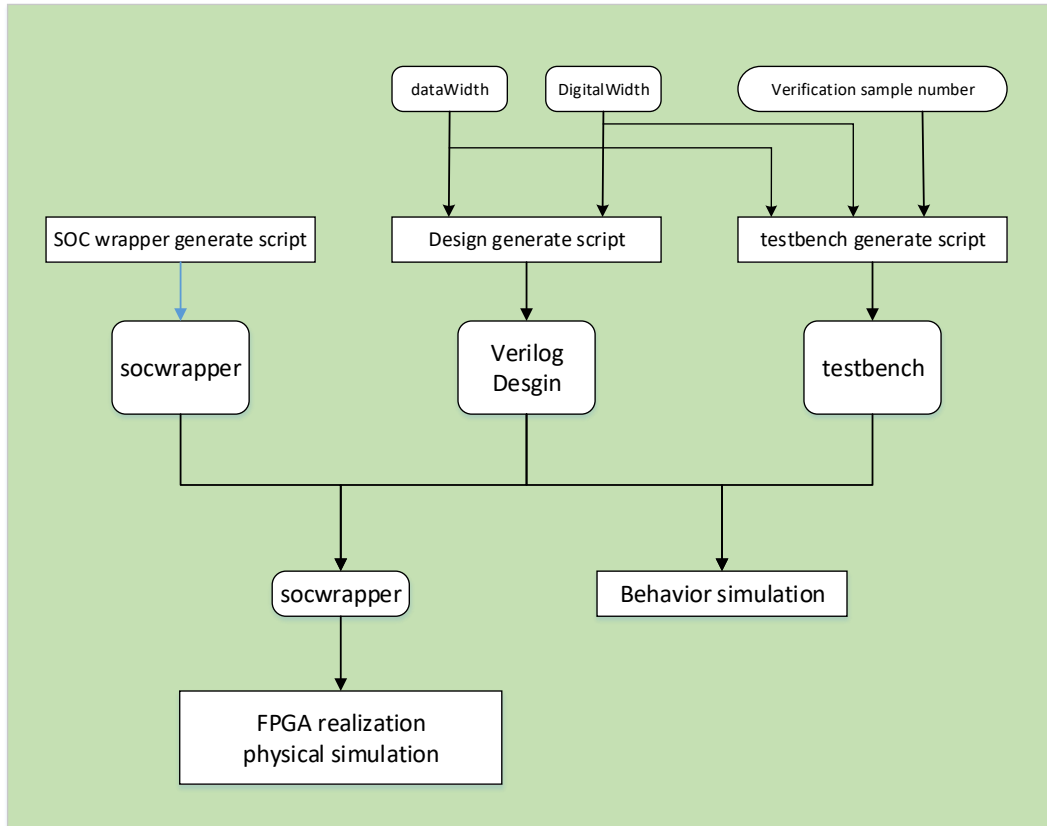 dataWidth
DigitalWidth
Verification sample number
SOC wrapper generate script
Design generate script
testbench generate script
socwrapper
Verilog
Desgin
testbench
socwrapper
Behavior simulation
FPGA realization
physical simulation